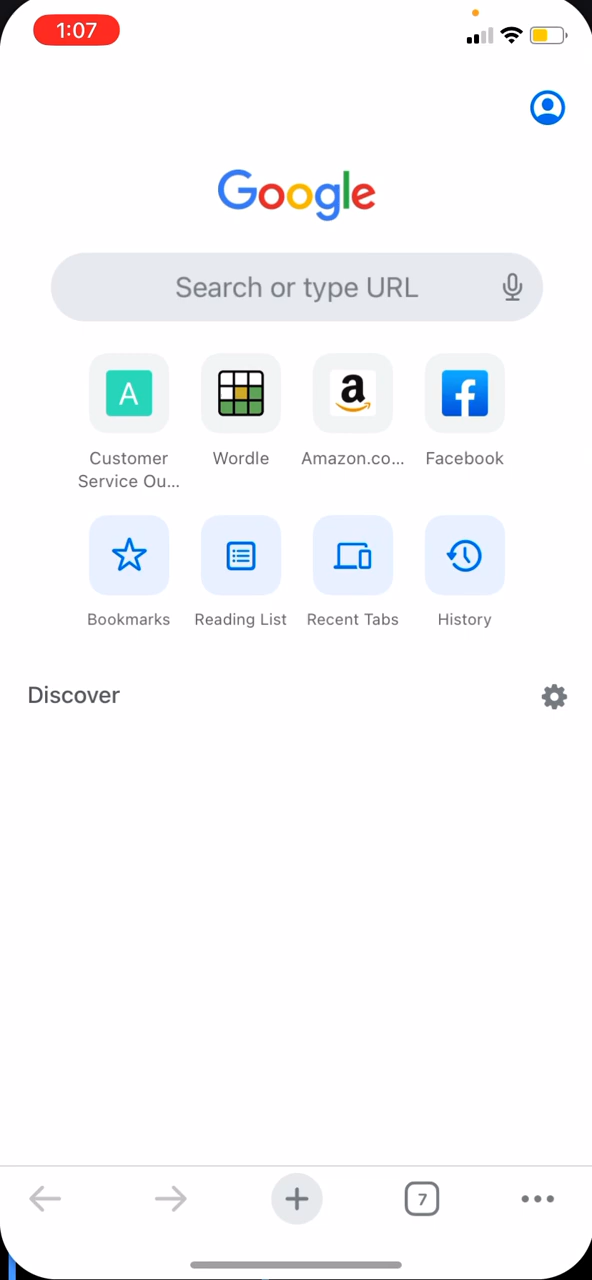 1:07
Google
Search or type URL
A
a
f
Customer
Service Ou...
Wordle
Amazon.co...
Facebook
Bookmarks
Reading List
Recent Tabs
History
Discover
7